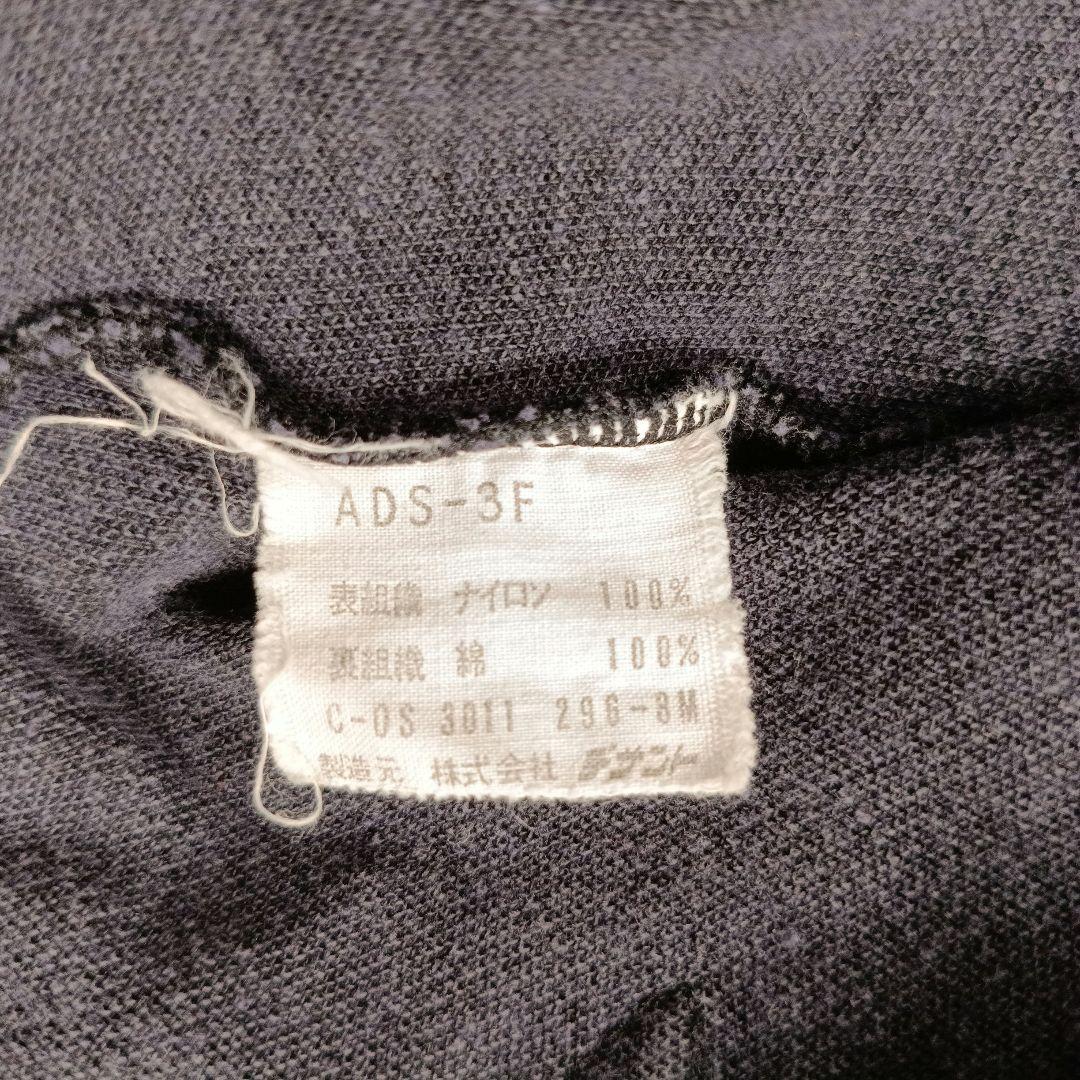 ADS-3F
表組織 ナイロン 100%
裏組織 綿 100%
C-OS 3011 296-8M
製造元 株式会社 デサント